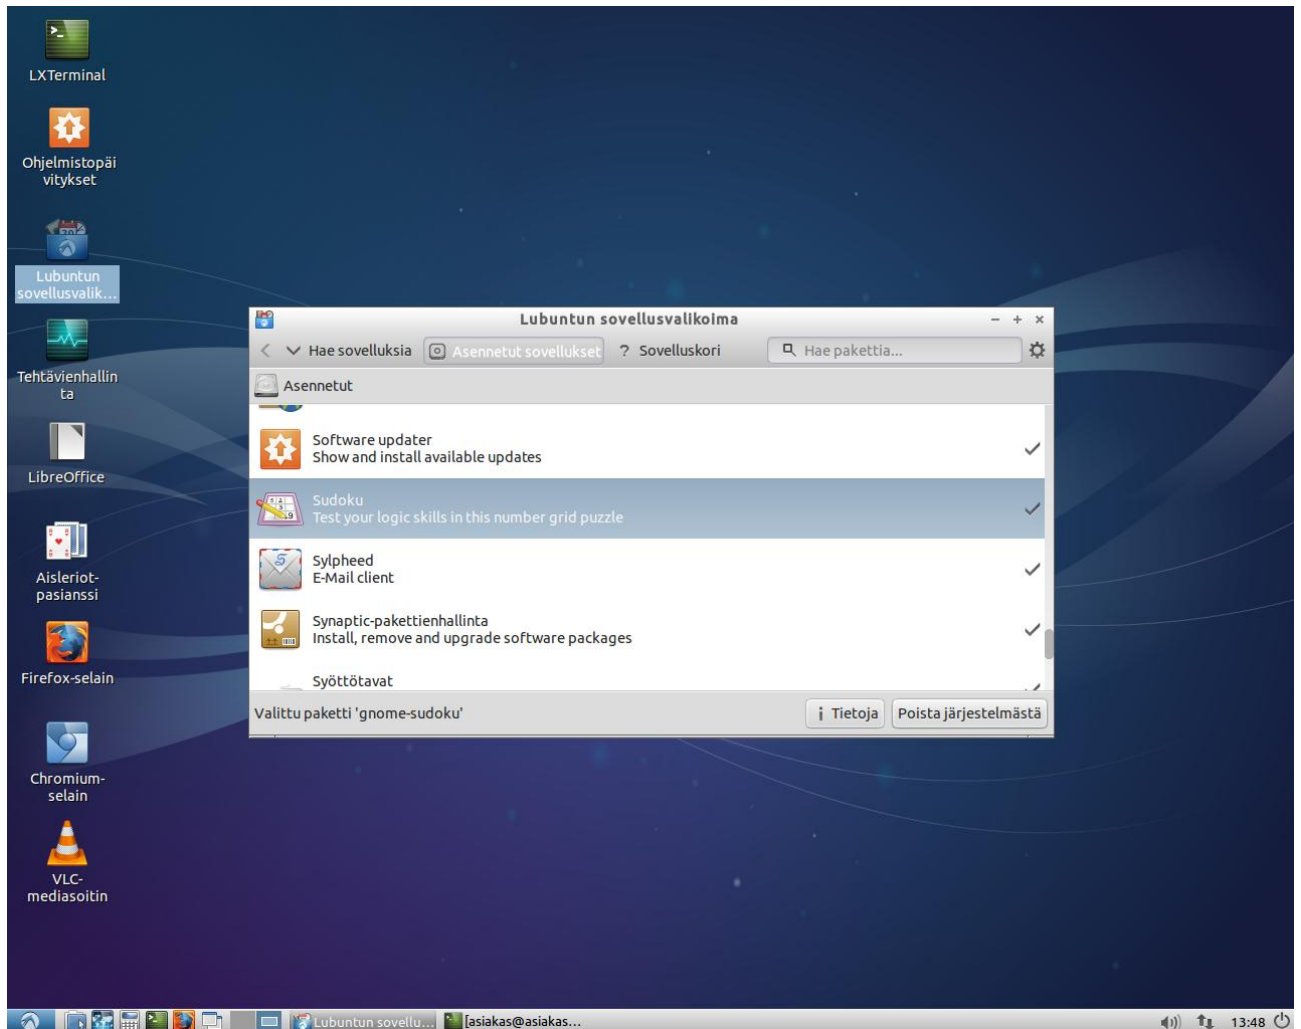 LXTerminal
Ohjelmistopäi
vitykset
Lubuntun
sovellusvalik...
Tehtävienhallin
ta
LibreOffice
Aisleriot-
pasianssi
Firefox-selain
Chromium-
selain
VLC-
mediasoitin
Lubuntun sovellusvalikoima
Hae sovelluksia
Asennetut sovellukset
? Sovelluskori
Hae pakettia...
Asennetut
Software updater
Show and install available updates
Sudoku
Test your logic skills in this number grid puzzle
Sylpheed
E-Mail client
Synaptic-pakettienhallinta
Install, remove and upgrade software packages
Syöttötavat
Valittu paketti 'gnome-sudoku'
Tietoja
Poista järjestelmästä
Lubuntun sovellu...
[asiakas@asiakas...
13:48